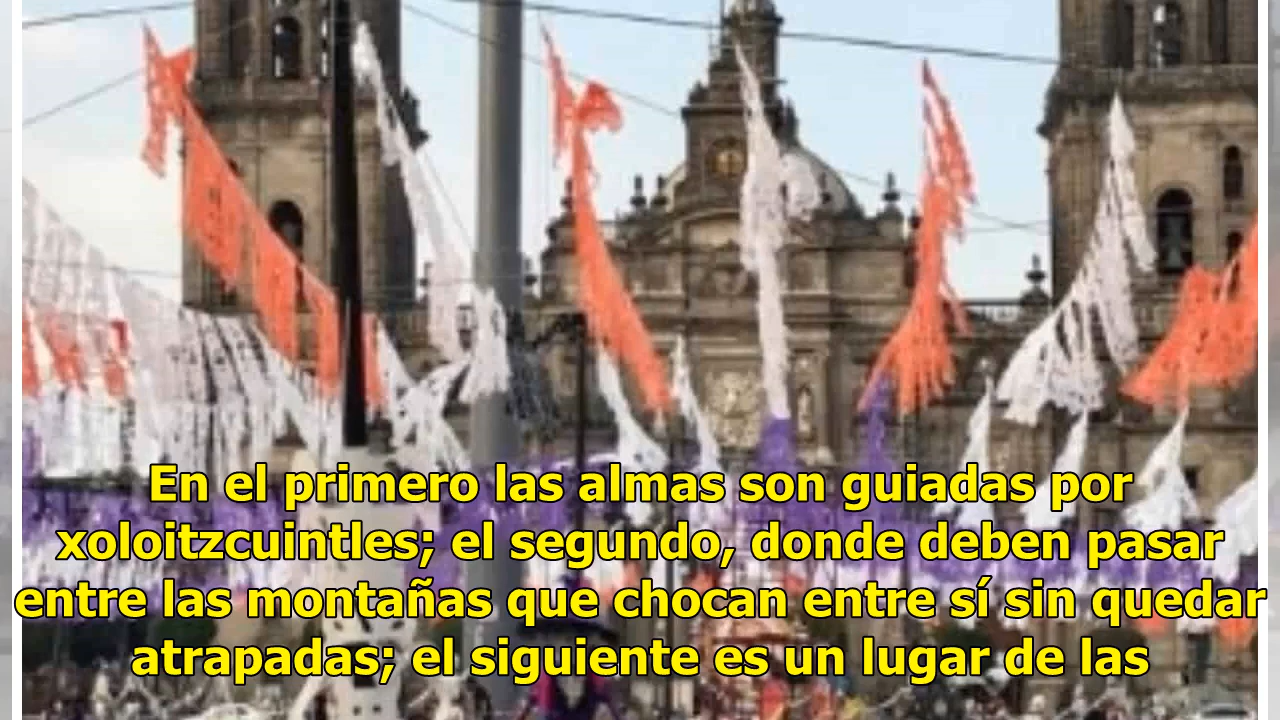 En el primero las almas son guiadas por
xoloitzcuintles; el segundo, donde deben pasar
entre las montañas que chocan entre sí sin quedar
atrapadas; el siguiente es un lugar de las